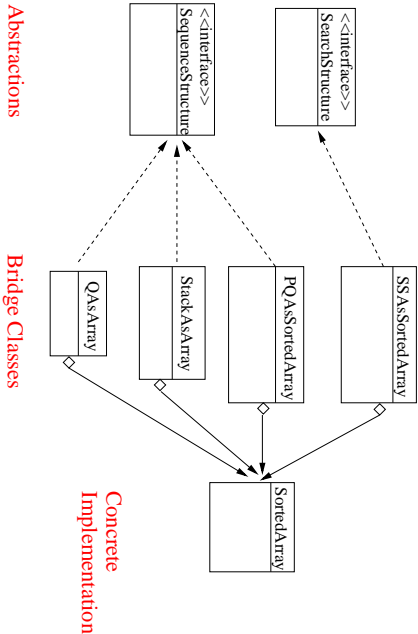 <<interface>>
SearchStructure
<<interface>>
SequenceStructure
SSAsSortedArray
PQAsSortedArray
StackAsArray
QAsArray
SortedArray
Abstractions
Bridge Classes
Concrete
Implementation